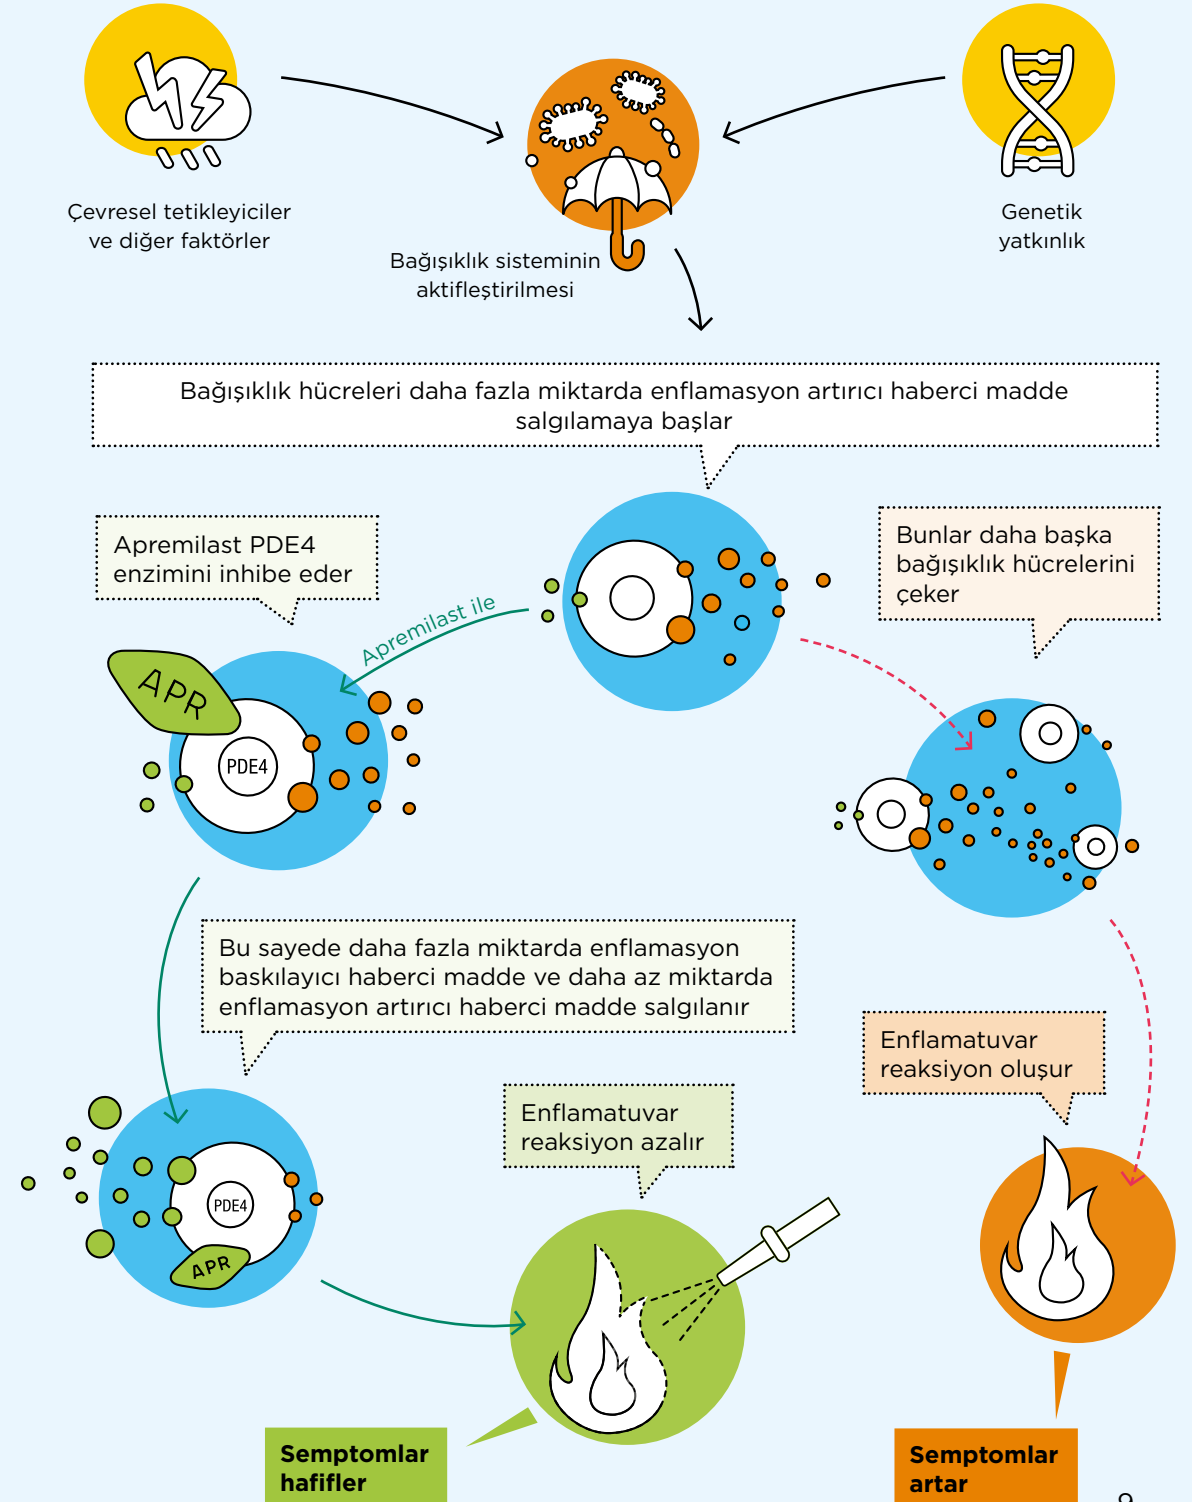 Çevresel tetikleyiciler
ve diğer faktörler
Genetik
yatkınlık
Bağışıklık sisteminin
aktifleştirilmesi
Bağışıklık hücreleri daha fazla miktarda enflamasyon artırıcı haberci madde
salgılamaya başlar
Apremilast PDE4
enzimini inhibe eder
Bunlar daha başka
bağışıklık hücrelerini
çeker
Apremilast ile
APR
PDE4
Bu sayede daha fazla miktarda enflamasyon
baskılayıcı haberci madde ve daha az miktarda
enflamasyon artırıcı haberci madde salgılanır
Enflamatuvar
reaksiyon oluşur
Enflamatuvar
reaksiyon azalır
PDE4
APR
Semptomlar
hafifler
Semptomlar
artar